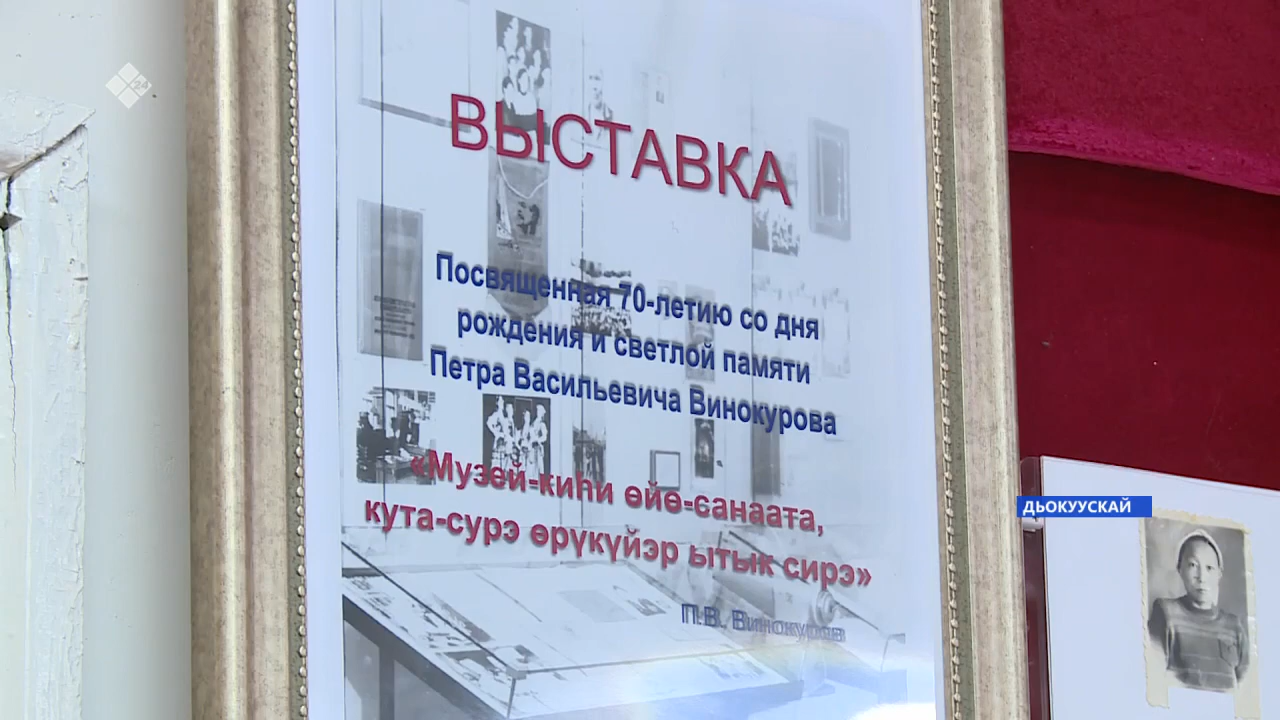 24
ВЫСТАВКА
Посвященная 70-летию со дня
рождения и светлой памяти
Петра Васильевича Винокурова
«Музей-киһи өйө-санаата,
кута-сурэ өрүкүйэр ытык сирэ»
П.В. Винокуров
ДЬОКУУСКАЙ